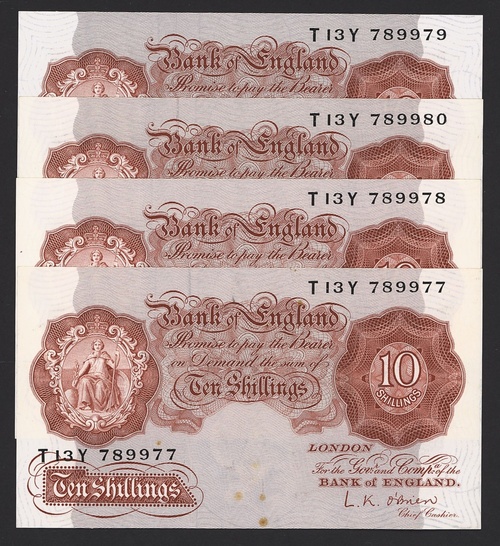 T13Y 789979
Bank of England
Promise to pay the Bearer
T13Y 789980
Bank of England
Promise to pay the Bearer
T13Y 789978
Bank of England
Promise to pay the Bearer
10
T13Y 789977
Bank of England
Promise to pay the Bearer
on Demand the sum of
Ten Shillings
10
SHILLINGS
T13Y 789977
Ten Shillings
LONDON
For the Gov.r and Comp.a of the
BANK OF ENGLAND.
L. K. O'Brien
Chief Cashier.